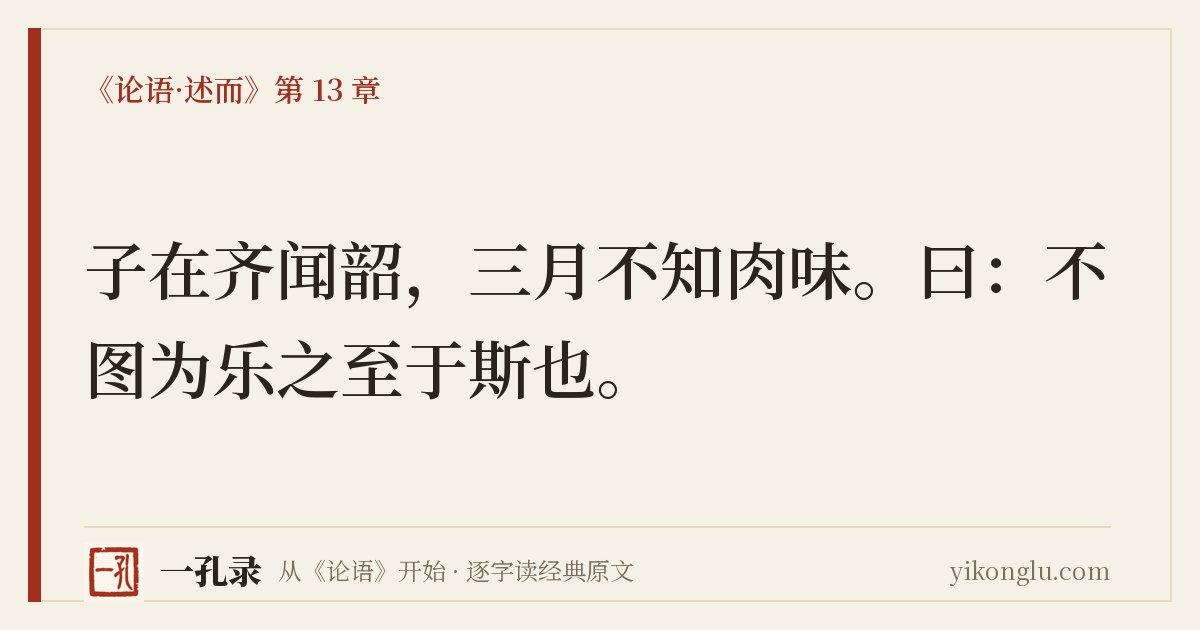 《论语·述而》第 13 章
子在齐闻韶，三月不知肉味。曰：不
图为乐之至于斯也。
一孔 一孔录 从《论语》开始 · 逐字读经典原文 yikonglu.com